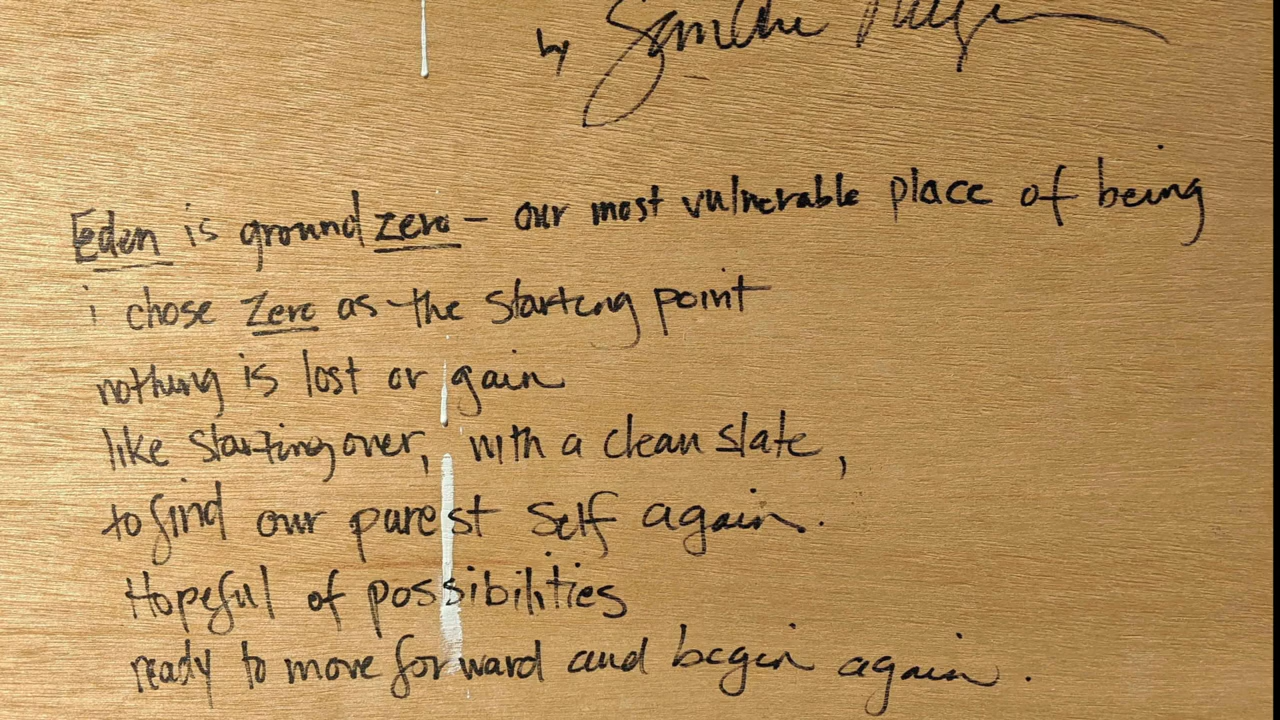 by
Eden is ground zero - our most vulnerable place of being
i chose zero as the starting point
nothing is lost or gain
like starting over, with a clean slate,
to find our purest self again.
Hopeful of possibilities
ready to move forward and begin again.